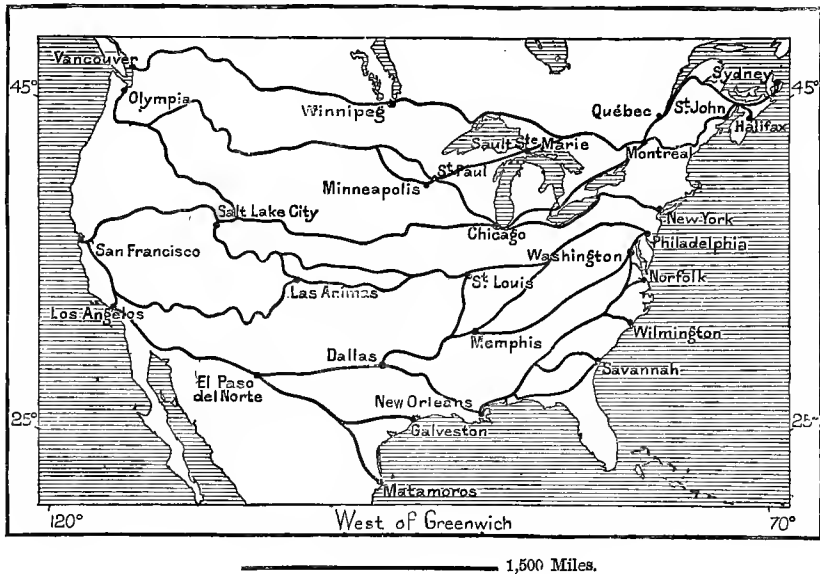 Vancouver
Sydney
45°
45°
Olympia
Winnipeg
Québec
St. John
Halifax
Sault Ste Marie
Montreal
St. Paul
Minneapolis
Salt Lake City
Chicago
New York
San Francisco
Washington
Philadelphia
Las Animas
St. Louis
Norfolk
Los Angelos
Memphis
Wilmington
Dallas
Savannah
El Paso
del Norte
New Orleans
25°
25°
Galveston
Matamoros
120°
West of Greenwich
70°
1,500 Miles.